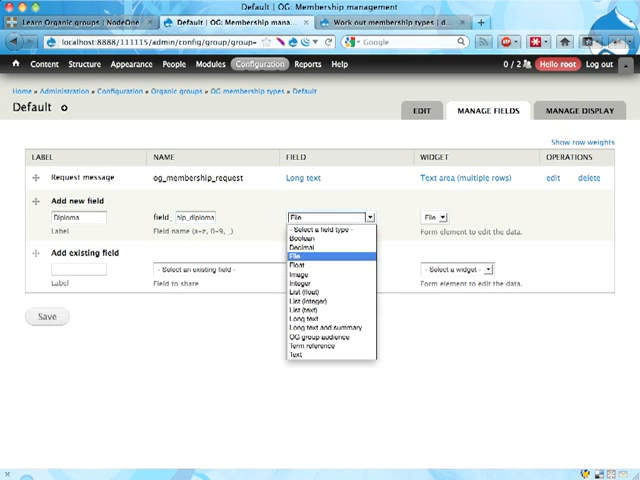 Default | OG: Membership management
Learn Organic groups | NodeOne
Default | OG: Membership mana...
Work out membership types | d...
localhost:8888/111115/admin/config/group/group-
Google
Content Structure Appearance People Modules Configuration Reports Help 0 / 2 Hello root Log out
Home » Administration » Configuration » Organic groups » OG membership types » Default
Default
EDIT MANAGE FIELDS MANAGE DISPLAY
Show row weights
LABEL NAME FIELD WIDGET OPERATIONS
Request message og_membership_request Long text Text area (multiple rows) edit delete
Add new field
Diploma field_ hip_diploma File File
Label Field name (a-z, 0-9, _) Form element to edit the data.
- Select a field type -
Boolean
Decimal
File
Float
Image
Integer
List (float)
List (integer)
List (text)
Long text
Long text and summary
OG group audience
Term reference
Text
Add existing field
- Select an existing field - - Select a widget -
Label Field to share Form element to edit the data.
Save